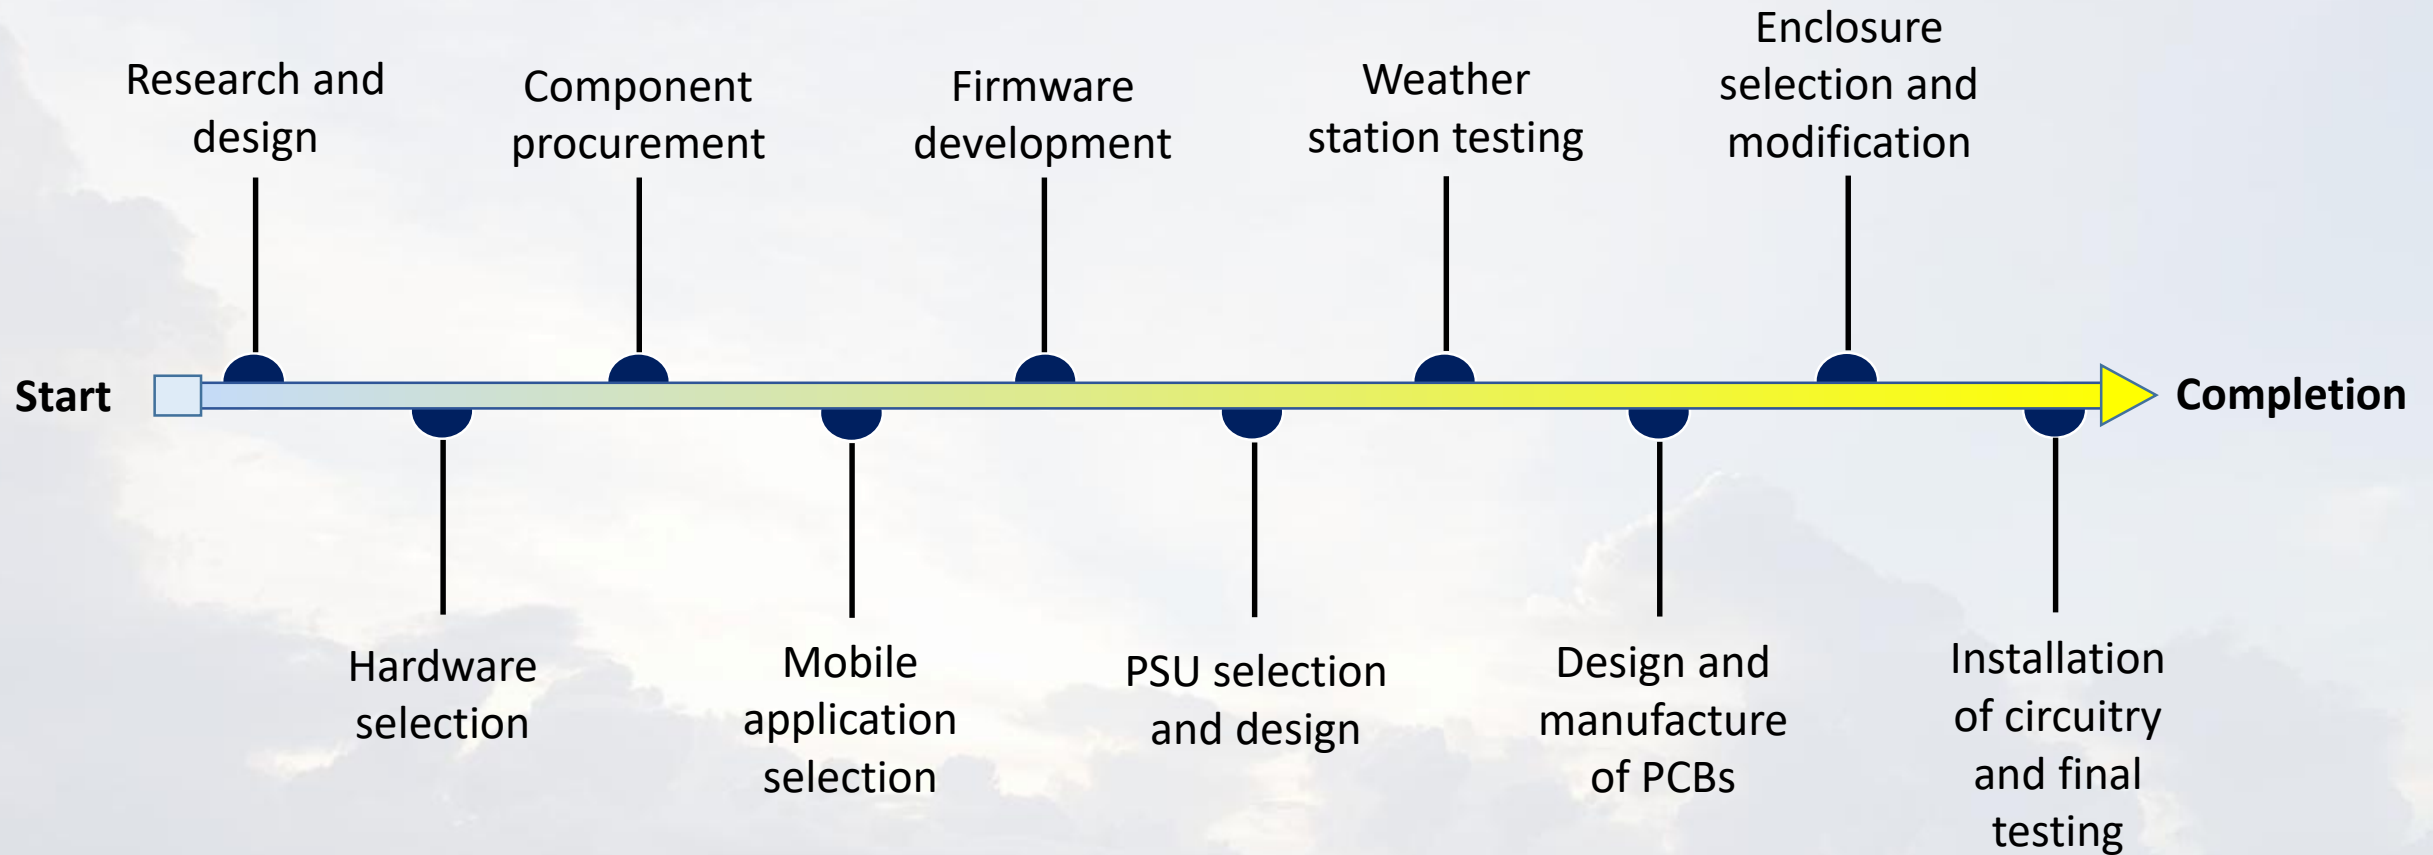 Start
Research and
design
Hardware
selection
Component
procurement
Mobile
application
selection
Firmware
development
PSU selection
and design
Weather
station testing
Design and
manufacture
of PCBs
Enclosure
selection and
modification
Installation
of circuitry
and final
testing
Completion